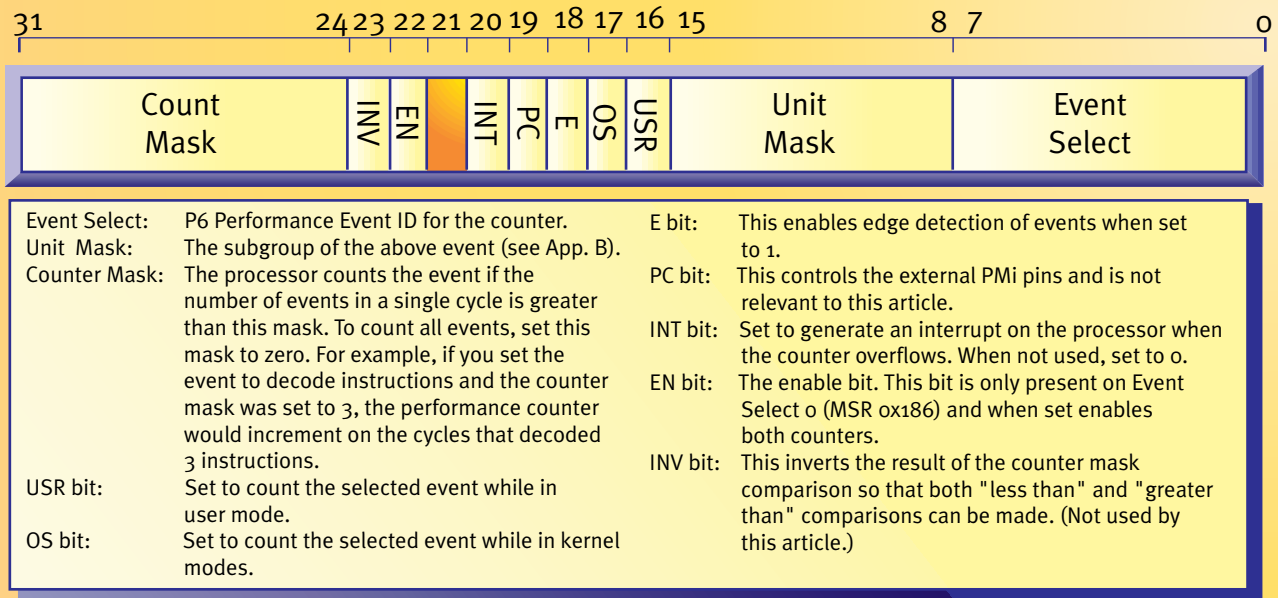 31 24 23 22 21 20 19 18 17 16 15 8 7 0
Count
Mask
INV
EN
INT
PC
E
OS
USR
Unit
Mask
Event
Select
Event Select: P6 Performance Event ID for the counter.
Unit Mask: The subgroup of the above event (see App. B).
Counter Mask: The processor counts the event if the
number of events in a single cycle is greater
than this mask. To count all events, set this
mask to zero. For example, if you set the
event to decode instructions and the counter
mask was set to 3, the performance counter
would increment on the cycles that decoded
3 instructions.
USR bit: Set to count the selected event while in
user mode.
OS bit: Set to count the selected event while in kernel
modes.
E bit: This enables edge detection of events when set
to 1.
PC bit: This controls the external PMi pins and is not
relevant to this article.
INT bit: Set to generate an interrupt on the processor when
the counter overflows. When not used, set to 0.
EN bit: The enable bit. This bit is only present on Event
Select 0 (MSR 0x186) and when set enables
both counters.
INV bit: This inverts the result of the counter mask
comparison so that both "less than" and "greater
than" comparisons can be made. (Not used by
this article.)